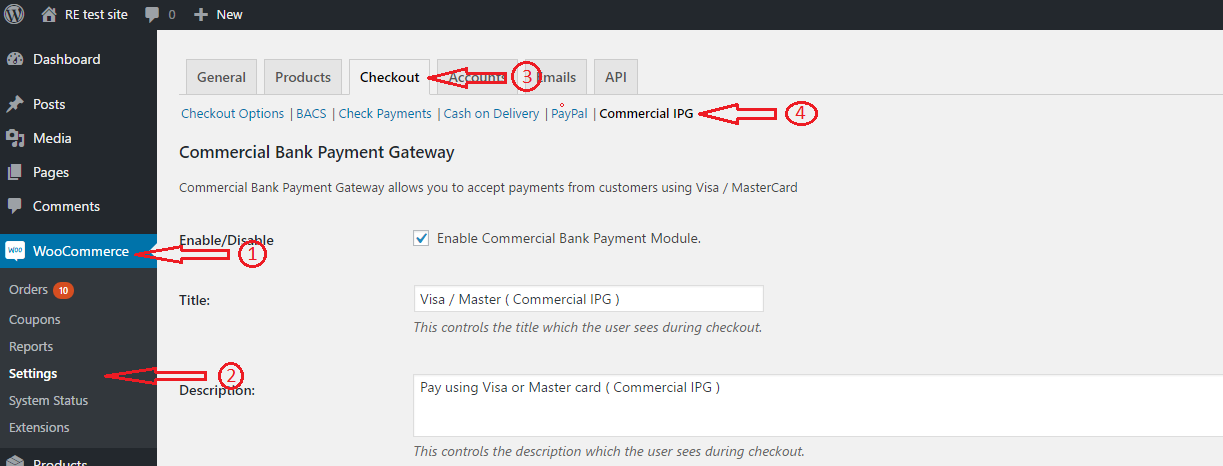 RE test site 0 New
Dashboard
Posts
Media
Pages
Comments
WOO WooCommerce
Orders 10
Coupons
Reports
Settings
System Status
Extensions
Products
General Products Checkout Accounts Emails API
Checkout Options | BACS | Check Payments | Cash on Delivery | PayPal | Commercial IPG
Commercial Bank Payment Gateway
Commercial Bank Payment Gateway allows you to accept payments from customers using Visa / MasterCard
Enable/Disable
Enable Commercial Bank Payment Module.
Title:
Visa / Master ( Commercial IPG )
This controls the title which the user sees during checkout.
Description:
Pay using Visa or Master card ( Commercial IPG )
This controls the description which the user sees during checkout.
1
2
3
4